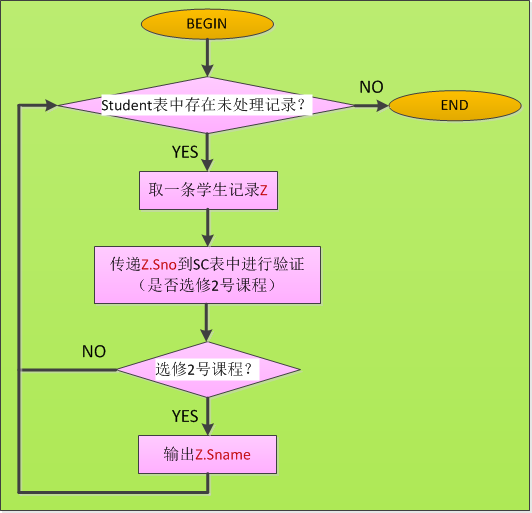 BEGIN
Student表中存在未处理记录?
NO
END
YES
取一条学生记录Z
传递Z.Sno到SC表中进行验证
（是否选修2号课程）
NO
选修2号课程?
YES
输出Z.Sname